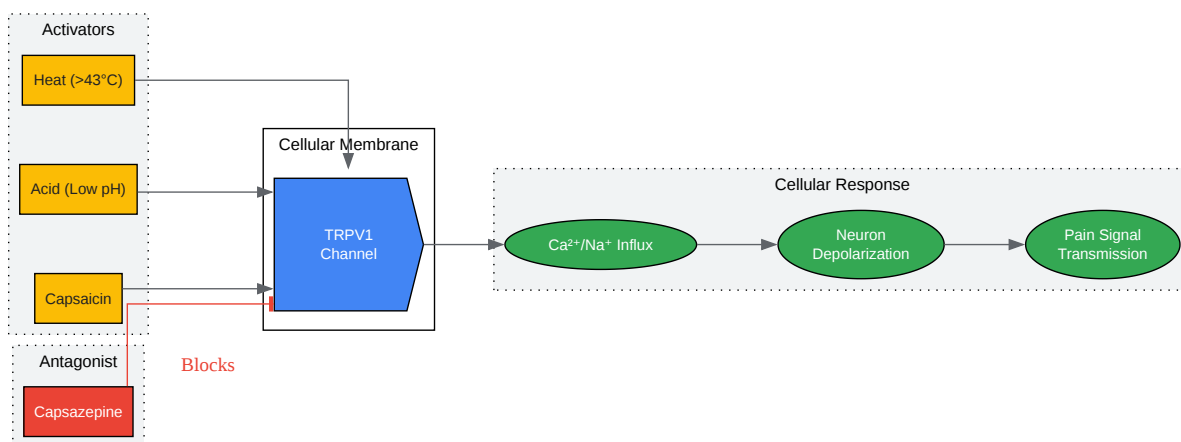 Activators
Heat (>43°C)
Acid (Low pH)
Capsaicin
Antagonist
Capsazepine
Blocks
Cellular Membrane
TRPV1
Channel
Cellular Response
Ca²⁺/Na⁺ Influx
Neuron
Depolarization
Pain Signal
Transmission